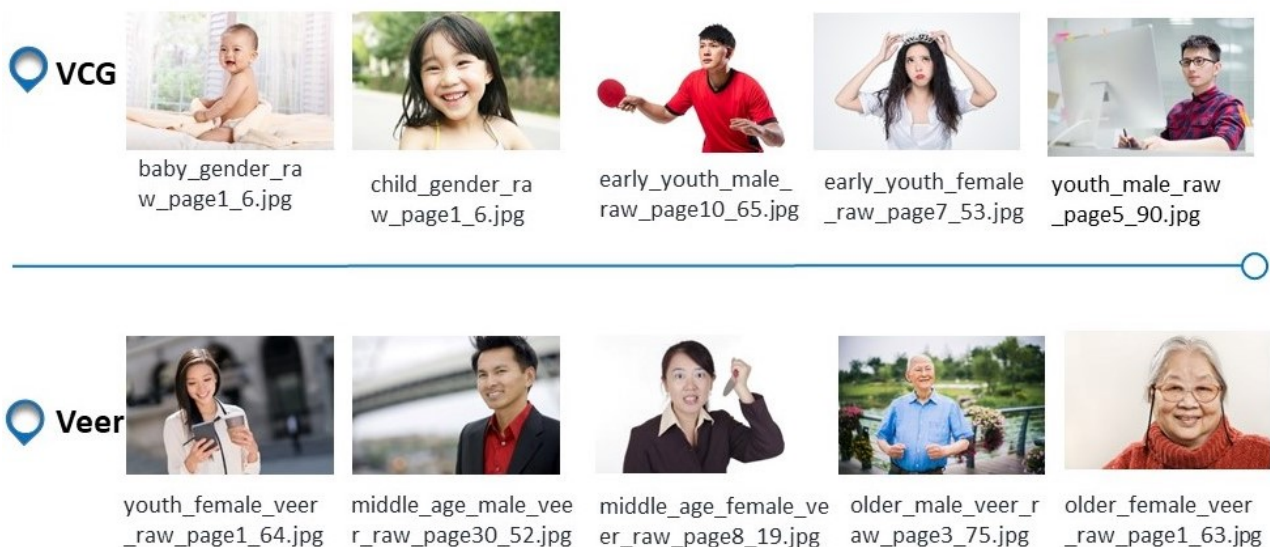 VCG
baby_gender_ra
w_page1_6.jpg
child_gender_ra
w_page1_6.jpg
early_youth_male_
raw_page10_65.jpg
early_youth_female
_raw_page7_53.jpg
youth_male_raw
_page5_90.jpg
Veer
youth_female_veer
_raw_page1_64.jpg
middle_age_male_vee
r_raw_page30_52.jpg
middle_age_female_ve
er_raw_page8_19.jpg
older_male_veer_r
aw_page3_75.jpg
older_female_veer
_raw_page1_63.jpg